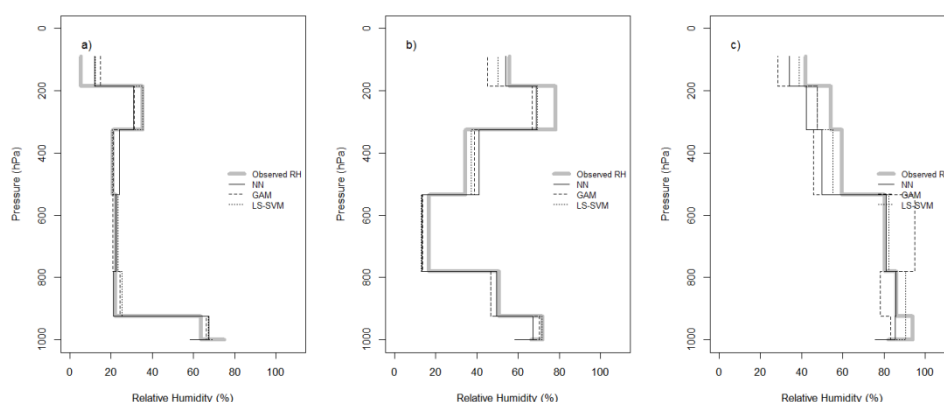 a)
Pressure (hPa)
0
200
400
600
800
1000
Observed RH
NN
GAM
LS-SVM
0 20 40 60 80 100
Relative Humidity (%)
b)
Pressure (hPa)
0
200
400
600
800
1000
Observed RH
NN
GAM
LS-SVM
0 20 40 60 80 100
Relative Humidity (%)
c)
Pressure (hPa)
0
200
400
600
800
1000
Observed RH
NN
GAM
LS-SVM
0 20 40 60 80 100
Relative Humidity (%)